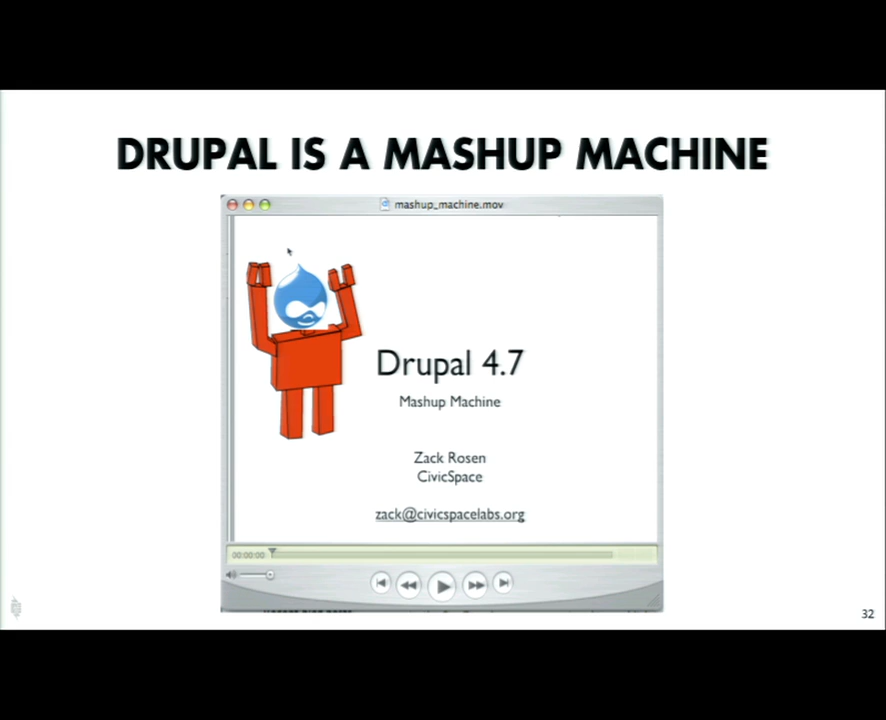 DRUPAL IS A MASHUP MACHINE
mashup_machine.mov
Drupal 4.7
Mashup Machine
Zack Rosen
CivicSpace
zack@civicspacelabs.org
00:00:00
32